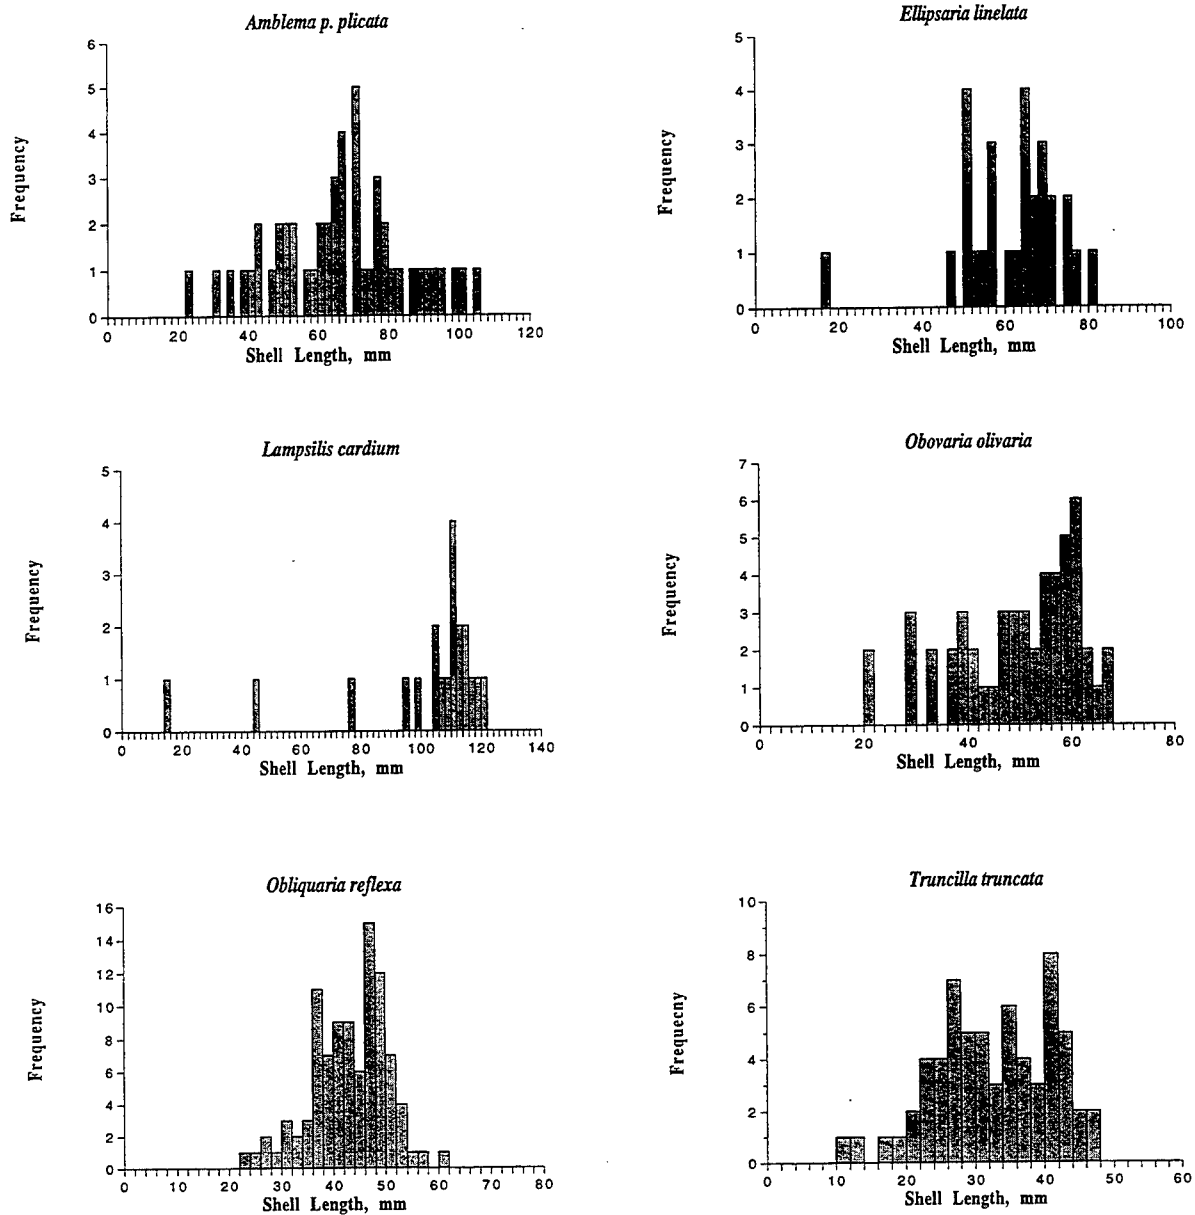 Amblema p. plicata
6
5
4
3
2
1
0
Frequency
0 20 40 60 80 100 120
Shell Length, mm
Ellipsaria linelata
5
4
3
2
1
0
Frequency
0 20 40 60 80 100
Shell Length, mm
Lampsilis cardium
5
4
3
2
1
0
Frequency
0 20 40 60 80 100 120 140
Shell Length, mm
Obovaria olivaria
7
6
5
4
3
2
1
0
Frequency
0 20 40 60 80
Shell Length, mm
Obliquaria reflexa
16
14
12
10
8
6
4
2
0
Frequency
0 10 20 30 40 50 60 70 80
Shell Length, mm
Truncilla truncata
10
8
6
4
2
0
Frequecny
0 10 20 30 40 50 60
Shell Length, mm